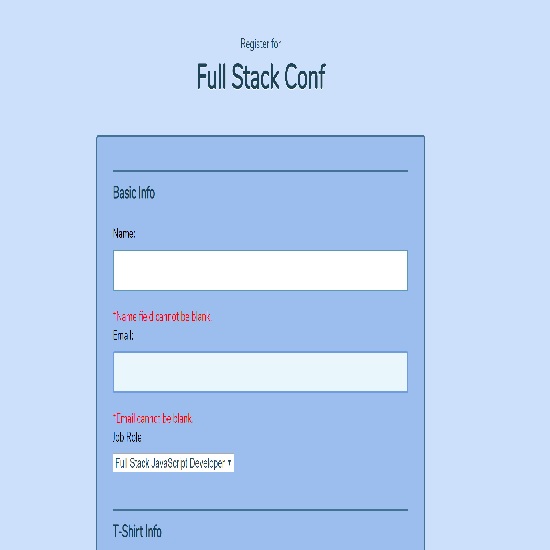 Register for
Full Stack Conf
Basic Info
Name:
*Name field cannot be blank.
Email:
*Email cannot be blank.
Job Role
Full Stack JavaScript Developer
T-Shirt Info